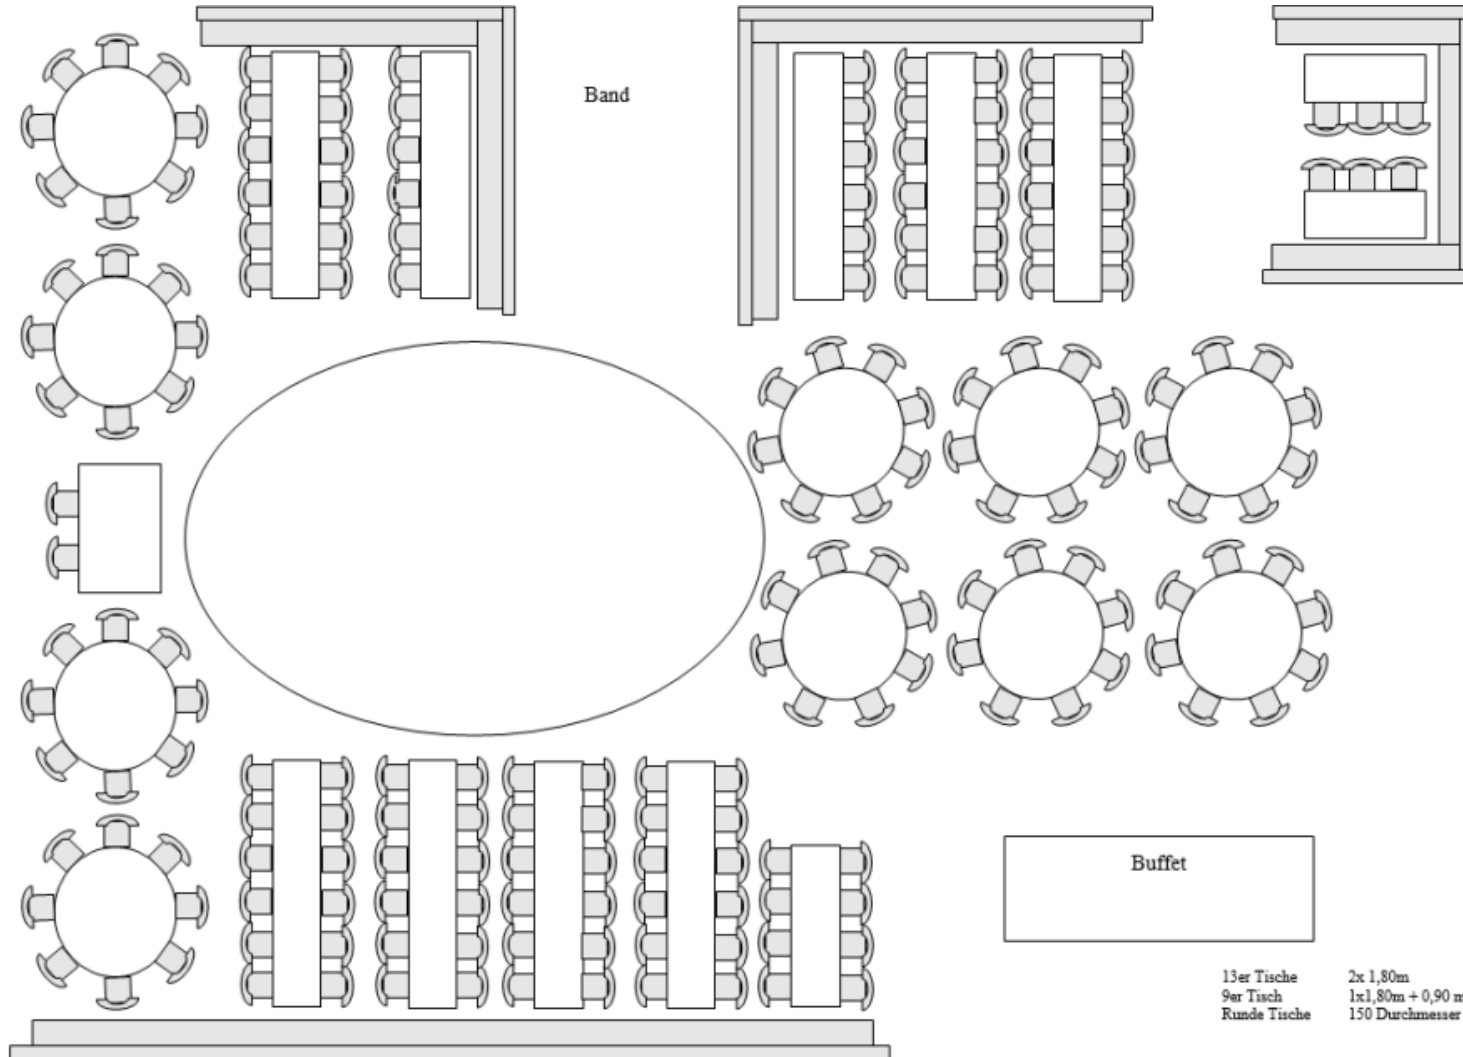 Band
Buffet
13er Tische 2x 1,80m
9er Tisch 1x1,80m + 0,90 m
Runde Tische 150 Durchmesser